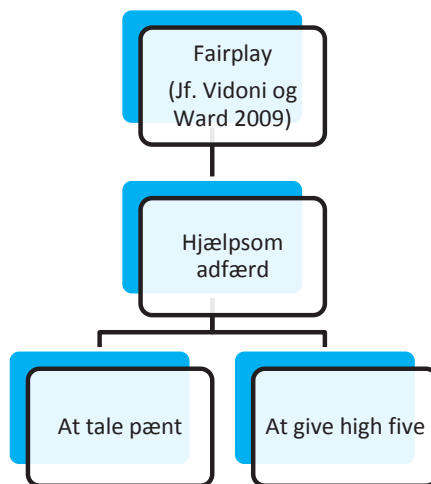 Fairplay
(Jf. Vidoni og
Ward 2009)
Hjælpsom
adfærd
At tale pænt
At give high five